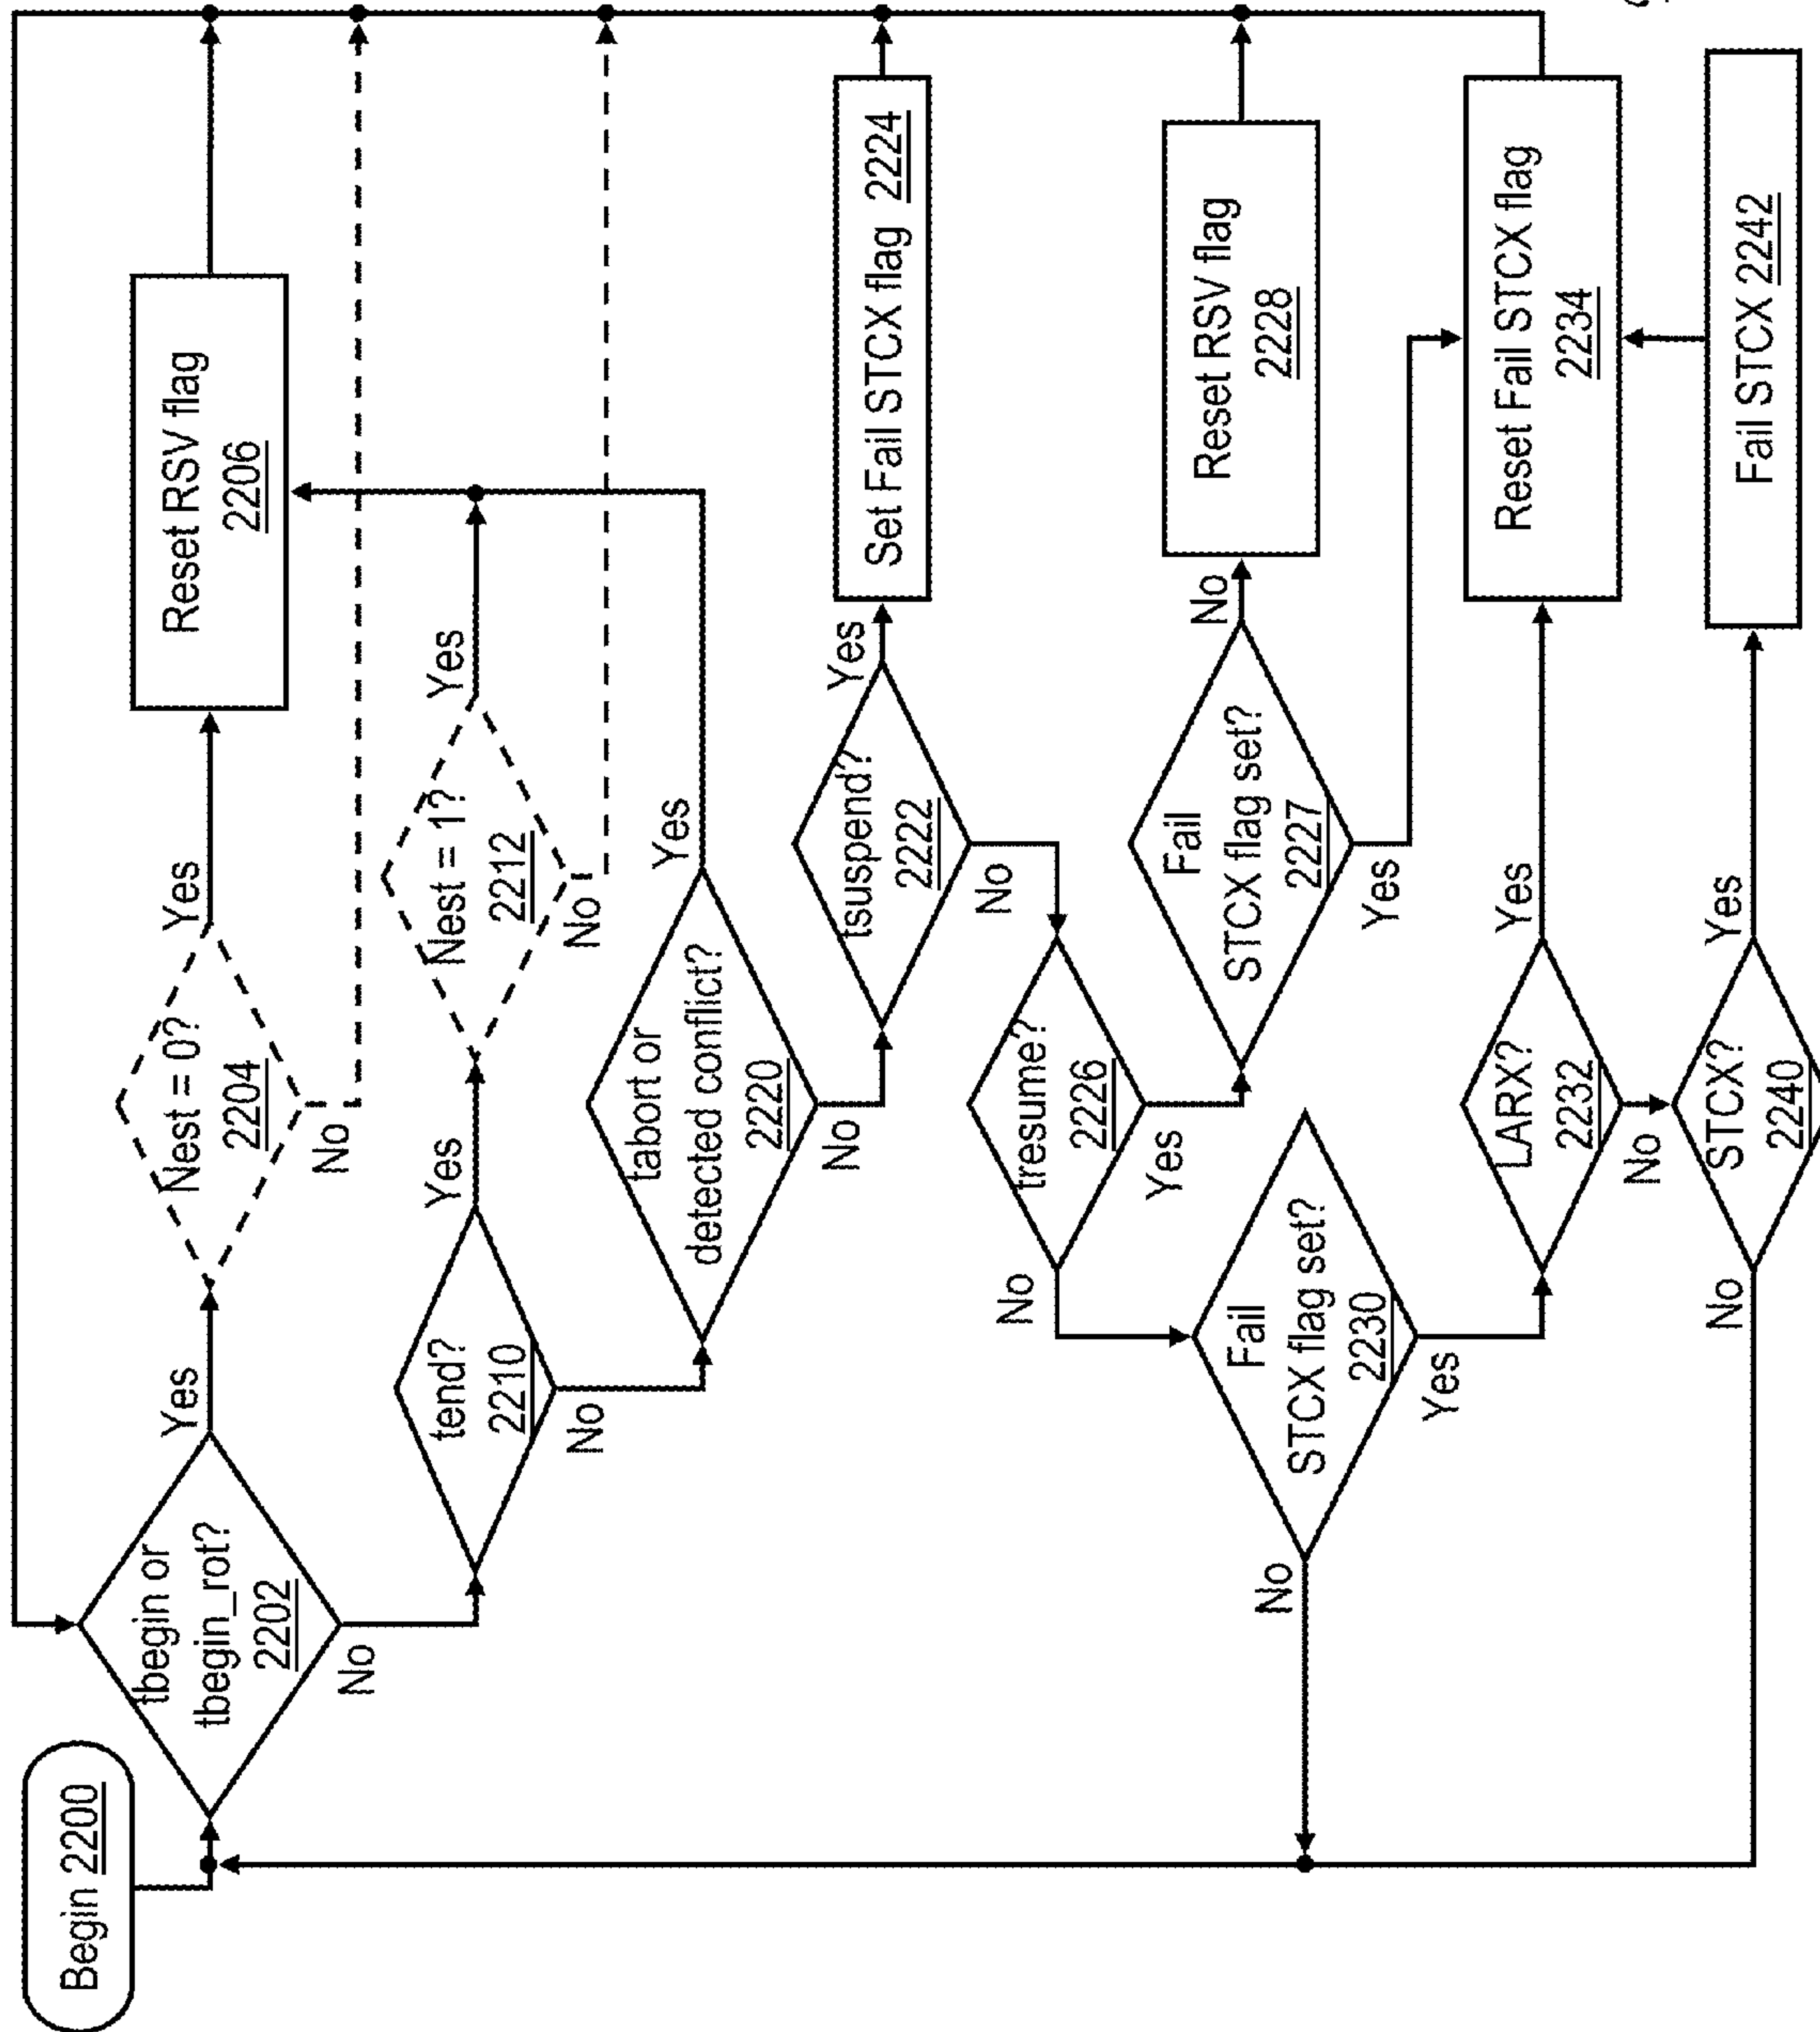 Begin 2200
tbegin or
tbegin_rot?
2202
Yes
No
Nest = 0?
2204
Yes
No
Reset RSV flag
2206
tend?
2210
Yes
No
Nest = 1?
2212
Yes
No
tabort or
detected conflict?
2220
Yes
No
tsuspend?
2222
Yes
No
Set Fail STCX flag 2224
tresume?
2226
Yes
No
Fail
STCX flag set?
2227
No
Yes
Reset RSV flag
2228
Fail
STCX flag set?
2230
No
Yes
LARX?
2232
Yes
No
Reset Fail STCX flag
2234
STCX?
2240
Yes
No
Fail STCX 2242